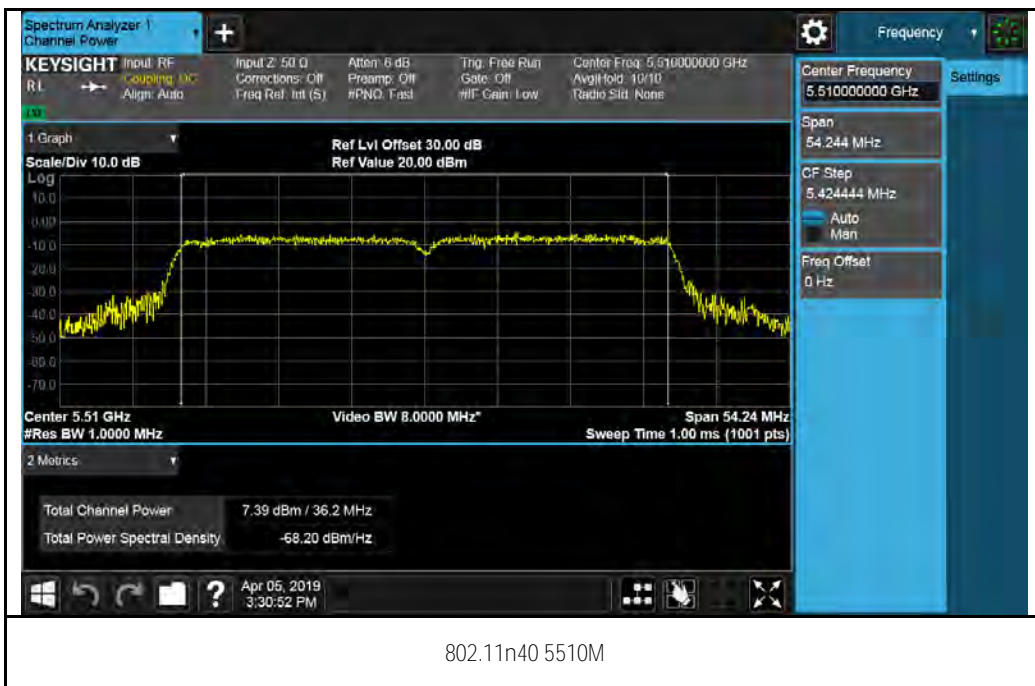 Spectrum Analyzer 1
Channel Power
+
Frequency
KEYSIGHT
Input: RF
Coupling: DC
Align: Auto
Input Z: 50 Ω
Corrections: Off
Freq Ref: Int (S)
Atten: 6 dB
Preamp: Off
#PNO: Fast
Trig: Free Run
Gate: Off
#IF Gain: Low
Center Freq: 5.510000000 GHz
Avg|Hold: 10/10
Radio Std: None
Center Frequency
5.510000000 GHz
Settings
Span
54.244 MHz
CF Step
5.424444 MHz
Auto
Man
Freq Offset
0 Hz
1 Graph
Scale/Div 10.0 dB
Ref Lvl Offset 30.00 dB
Ref Value 20.00 dBm
Log
10.0
0.00
-10.0
-20.0
-30.0
-40.0
-50.0
-60.0
-70.0
Center 5.51 GHz
#Res BW 1.0000 MHz
Video BW 8.0000 MHz*
Span 54.24 MHz
Sweep Time 1.00 ms (1001 pts)
2 Metrics
Total Channel Power 7.39 dBm / 36.2 MHz
Total Power Spectral Density -68.20 dBm/Hz
?
Apr 05, 2019
3:30:52 PM
802.11n40 5510M